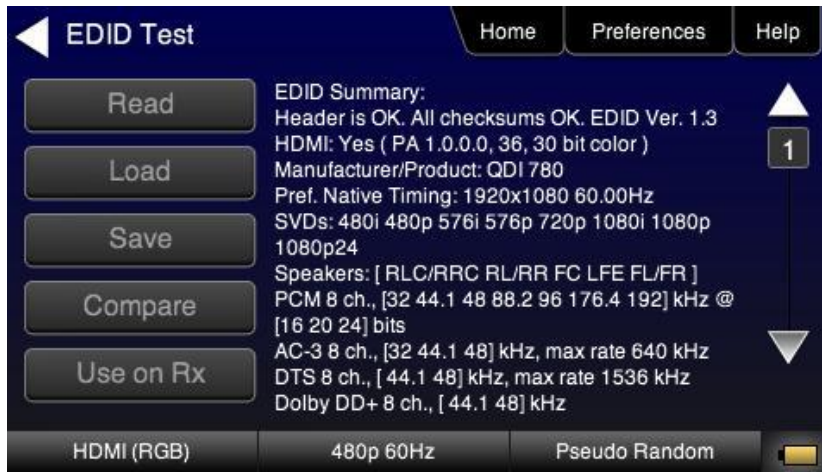 EDID Test
Home
Preferences
Help
Read
Load
Save
Compare
Use on Rx
EDID Summary:
Header is OK. All checksums OK. EDID Ver. 1.3
HDMI: Yes ( PA 1.0.0.0, 36, 30 bit color )
Manufacturer/Product: QDI 780
Pref. Native Timing: 1920x1080 60.00Hz
SVDs: 480i 480p 576i 576p 720p 1080i 1080p
1080p24
Speakers: [ RLC/RRC RL/RR FC LFE FL/FR ]
PCM 8 ch., [32 44.1 48 88.2 96 176.4 192] kHz @
[16 20 24] bits
AC-3 8 ch., [32 44.1 48] kHz, max rate 640 kHz
DTS 8 ch., [ 44.1 48] kHz, max rate 1536 kHz
Dolby DD+ 8 ch., [ 44.1 48] kHz
1
HDMI (RGB)
480p 60Hz
Pseudo Random